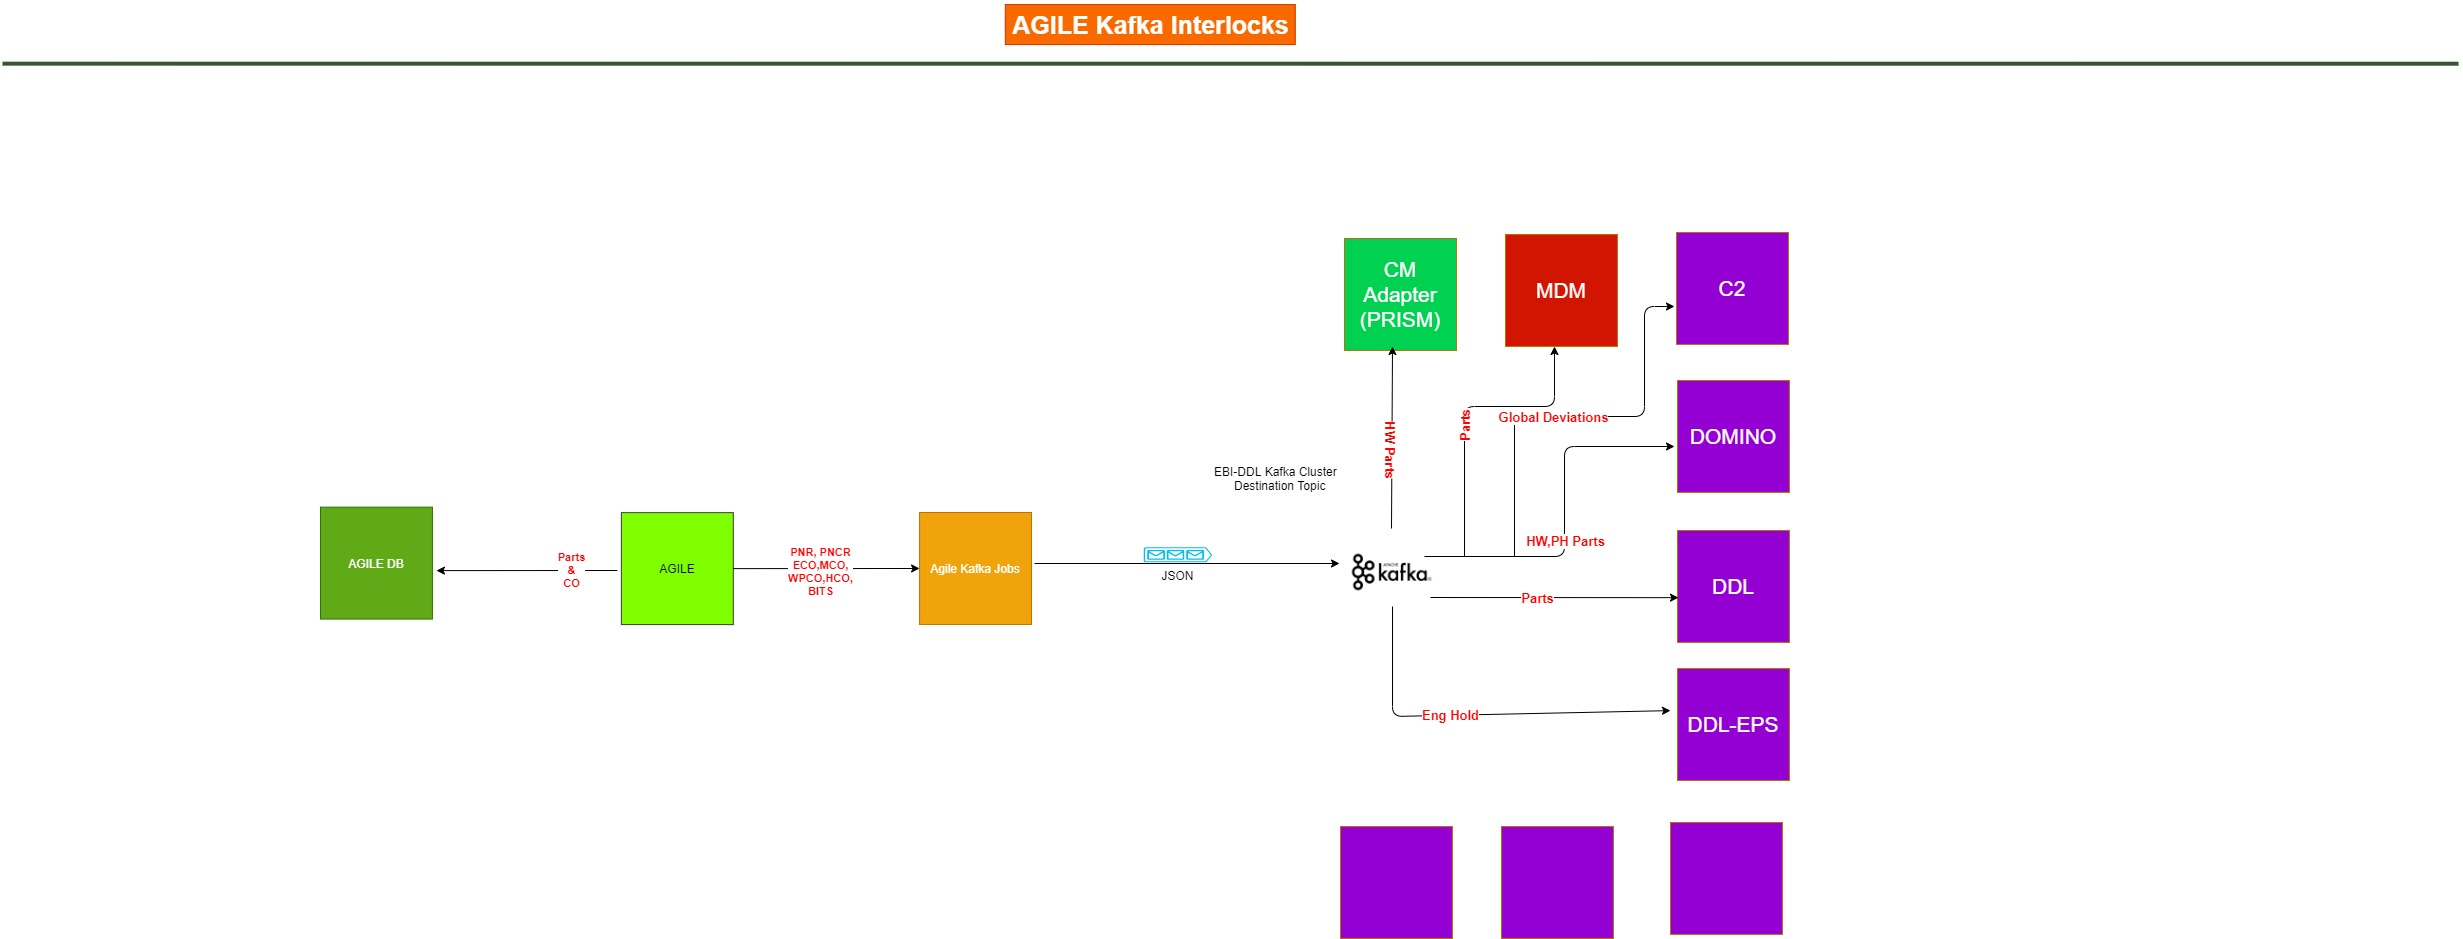 AGILE Kafka Interlocks
CM
Adapter
(PRISM)
MDM
C2
Parts
Global Deviations
HW Parts
DOMINO
EBI-DDL Kafka Cluster
Destination Topic
AGILE DB
Parts
&
CO
AGILE
PNR, PNCR
ECO,MCO,
WPCO,HCO,
BITS
Agile Kafka Jobs
JSON
APACHE
kafka®
HW,PH Parts
Parts
DDL
Eng Hold
DDL-EPS